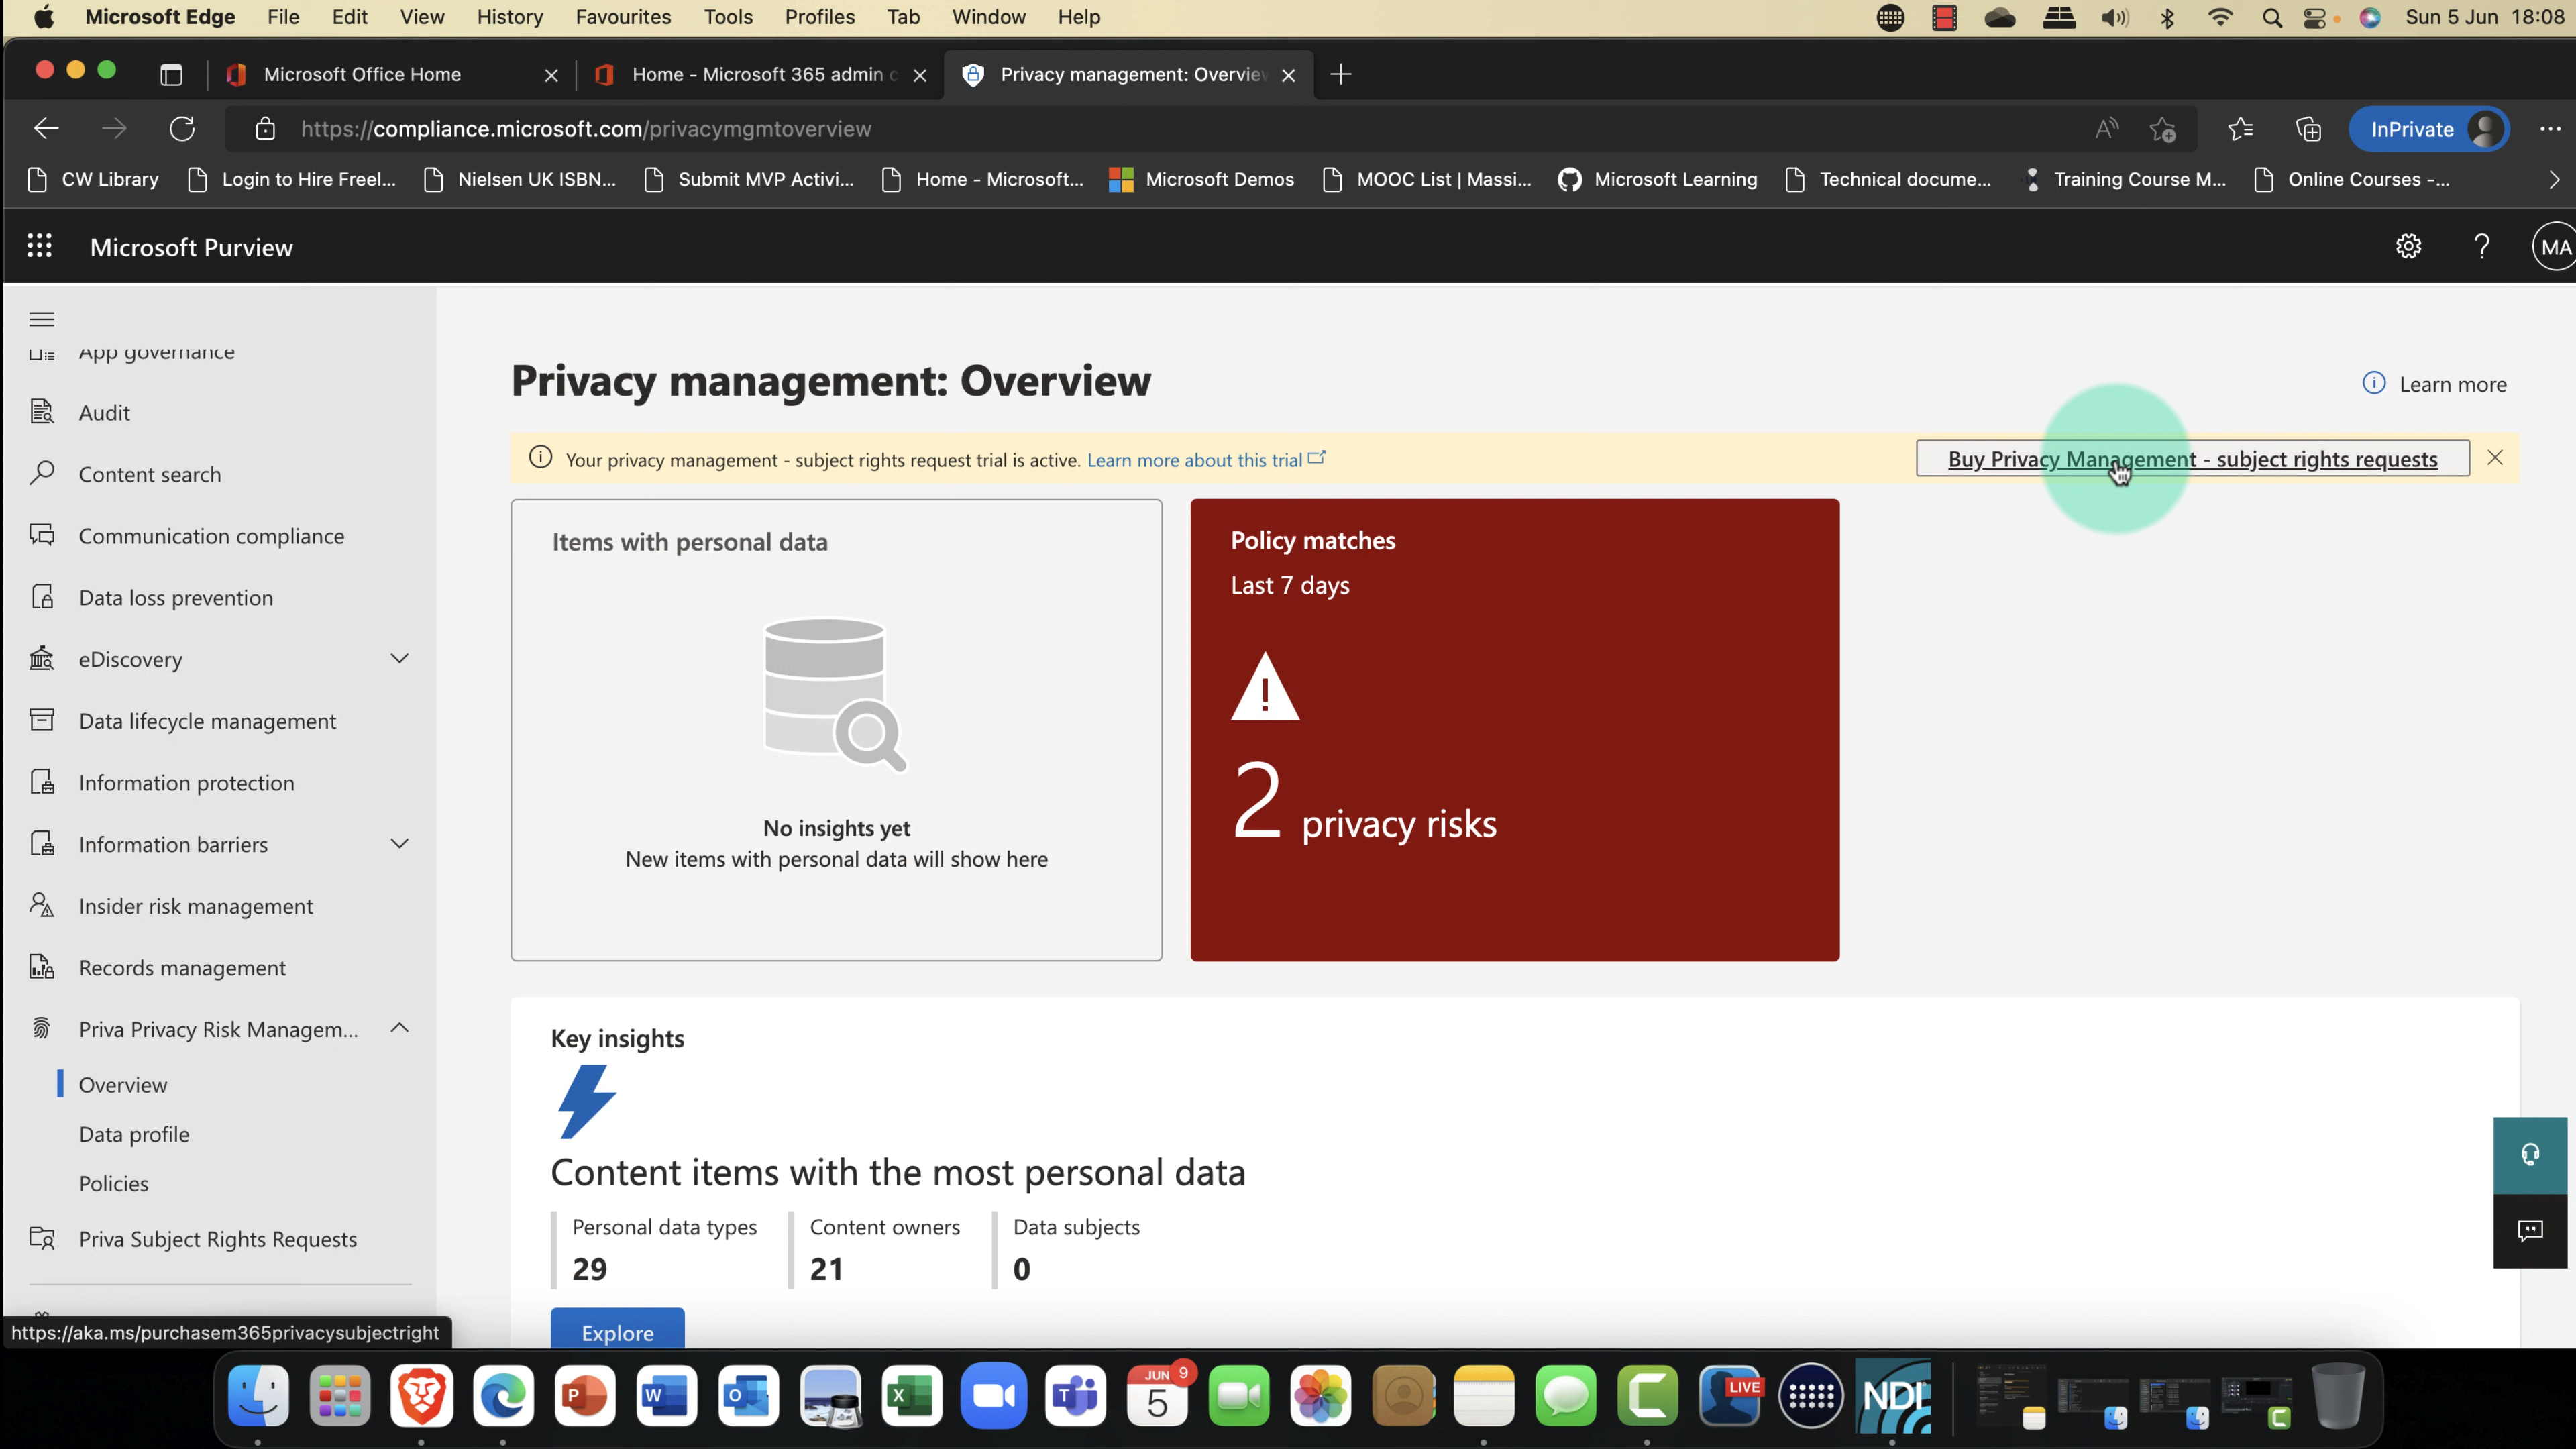 Microsoft Edge File Edit View History Favourites Tools Profiles Tab Window Help Sun 5 Jun 18:08
Microsoft Office Home
Home - Microsoft 365 admin c
Privacy management: Overvie
https://compliance.microsoft.com/privacymgmtoverview
InPrivate
CW Library
Login to Hire Freel...
Nielsen UK ISBN...
Submit MVP Activi...
Home - Microsoft...
Microsoft Demos
MOOC List | Massi...
Microsoft Learning
Technical docume...
Training Course M...
Online Courses -...
Microsoft Purview
MA
App governance
Audit
Content search
Communication compliance
Data loss prevention
eDiscovery
Data lifecycle management
Information protection
Information barriers
Insider risk management
Records management
Priva Privacy Risk Managem...
Overview
Data profile
Policies
Priva Subject Rights Requests
https://aka.ms/purchasem365privacysubjectright
Privacy management: Overview
Learn more
Your privacy management - subject rights request trial is active. Learn more about this trial
Buy Privacy Management - subject rights requests
Items with personal data
No insights yet
New items with personal data will show here
Policy matches
Last 7 days
2 privacy risks
Key insights
Content items with the most personal data
Personal data types
29
Content owners
21
Data subjects
0
Explore
P
W
O
X
T
JUN
9
5
LIVE
NDI